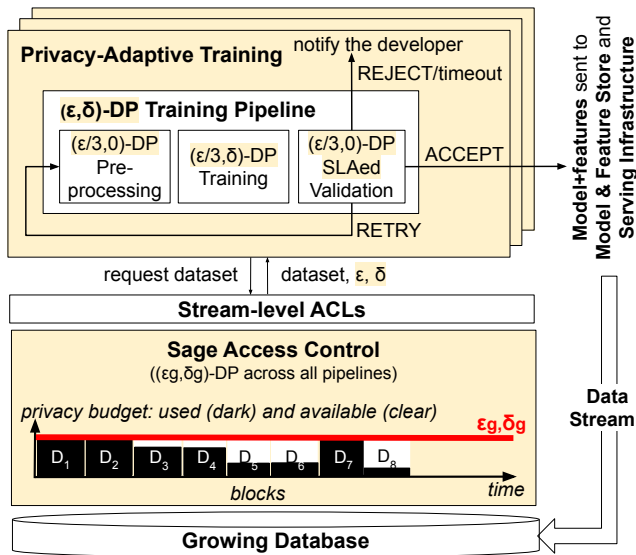 Privacy-Adaptive Training
notify the developer
REJECT/timeout
(ε,δ)-DP Training Pipeline
(ε/3,0)-DP
Pre-
processing
(ε/3,δ)-DP
Training
(ε/3,0)-DP
SLAed
Validation
ACCEPT
RETRY
Model+features sent to
Model & Feature Store and
Serving Infrastructure
request dataset
dataset, ε, δ
Stream-level ACLs
Sage Access Control
((εg,δg)-DP across all pipelines)
privacy budget: used (dark) and available (clear)
εg,δg
D1 D2 D3 D4 D5 D6 D7 D8
blocks
time
Data
Stream
Growing Database